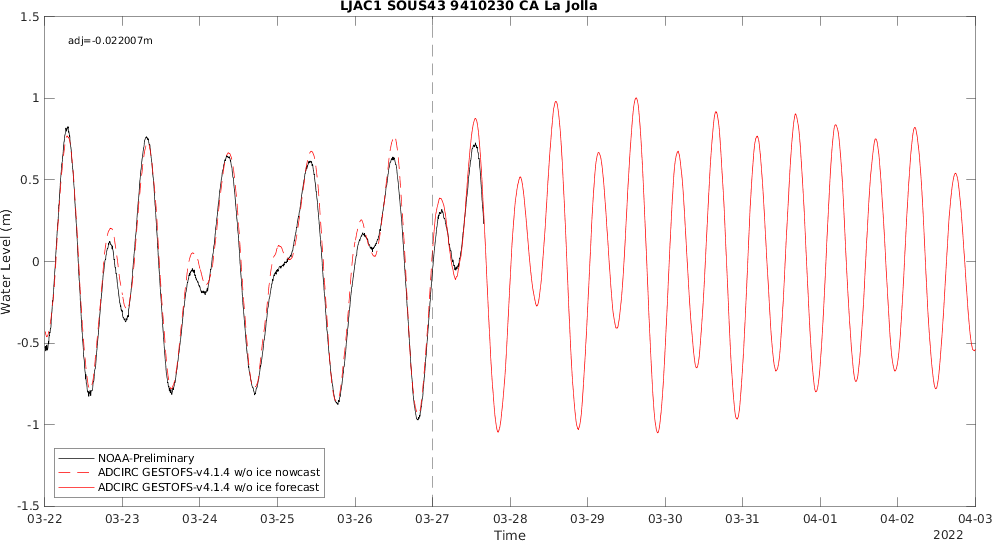 LJAC1 SOUS43 9410230 CA La Jolla
adj=-0.022007m
1.5
1
0.5
0
-0.5
-1
-1.5
Water Level (m)
NOAA-Preliminary
ADCIRC GESTOFS-v4.1.4 w/o ice nowcast
ADCIRC GESTOFS-v4.1.4 w/o ice forecast
03-22 03-23 03-24 03-25 03-26 03-27 03-28 03-29 03-30 03-31 04-01 04-02 04-03
Time
2022